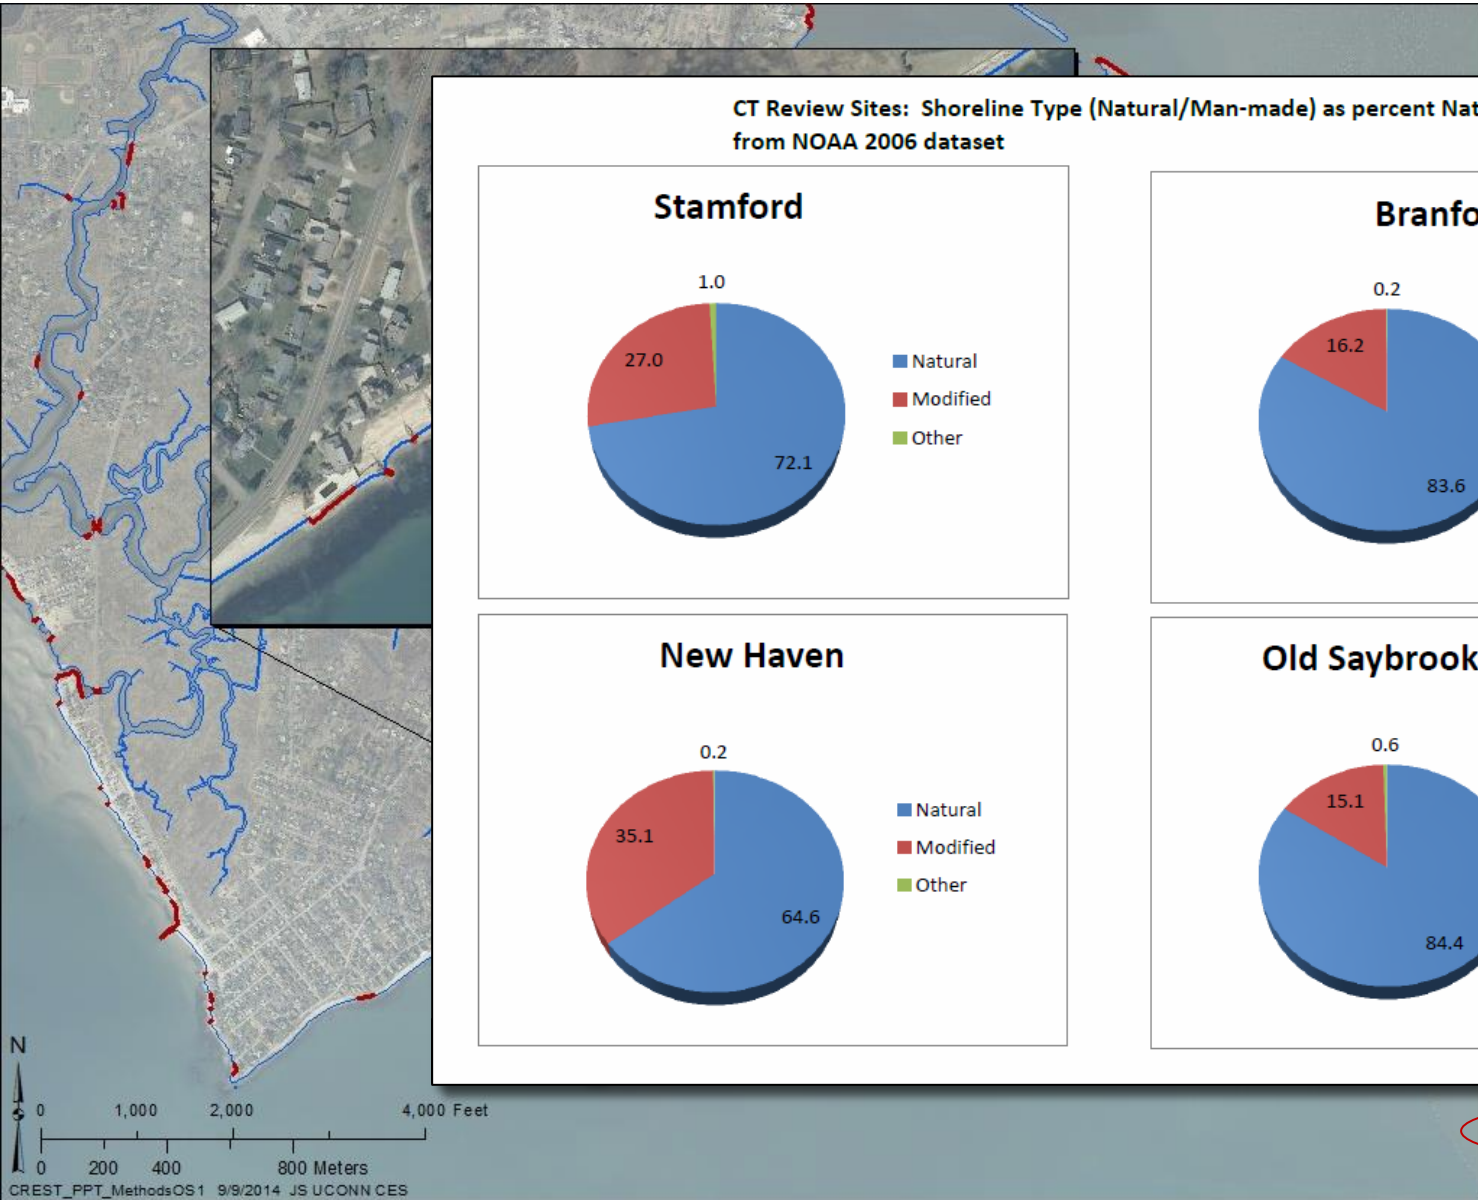 CT Review Sites: Shoreline Type (Natural/Man-made) as percent Nat
from NOAA 2006 dataset
Stamford
1.0
27.0
72.1
Natural
Modified
Other
Branfo
0.2
16.2
83.6
New Haven
0.2
35.1
64.6
Natural
Modified
Other
Old Saybrook
0.6
15.1
84.4
N
0 1,000 2,000 4,000 Feet
0 200 400 800 Meters
CREST_PPT_MethodsOS1 9/9/2014 JS UCONN CES